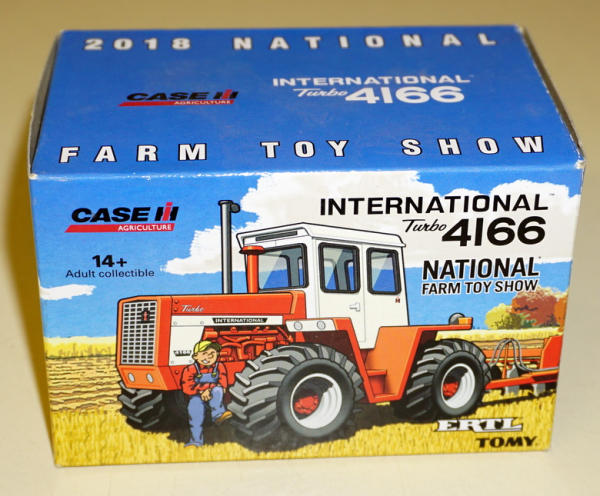 2018 NATIONAL
CASE IH
AGRICULTURE
INTERNATIONAL
Turbo 4166
FARM TOY SHOW
CASE IH
AGRICULTURE
14+
Adult collectible
INTERNATIONAL
Turbo 4166
NATIONAL
FARM TOY SHOW
Turbo
INTERNATIONAL
ERTL
ERTL
TOMY